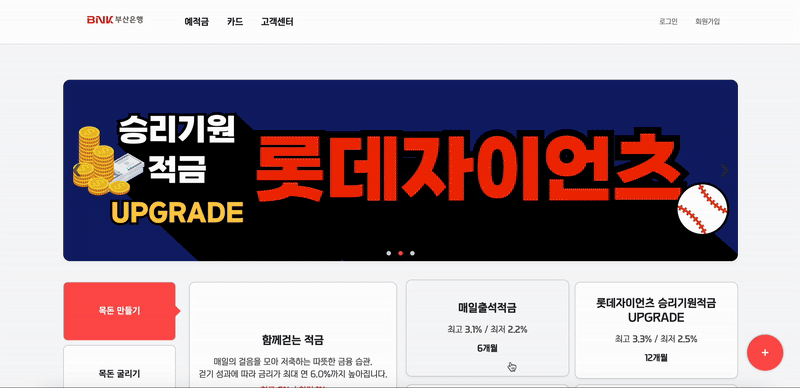 BNK 부산은행
예적금 카드 고객센터
로그인 회원가입
승리기원
적금
UPGRADE
롯데자이언츠
목돈 만들기
목돈 굴리기
함께걷는 적금
매일의 걸음을 모아 저축하는 따뜻한 금융 습관.
걷기 성과에 따라 금리가 최대 연 6.0%까지 높아집니다.
매일출석적금
최고 3.1% / 최저 2.2%
6개월
롯데자이언츠 승리기원적금
UPGRADE
최고 3.3% / 최저 2.5%
12개월
+